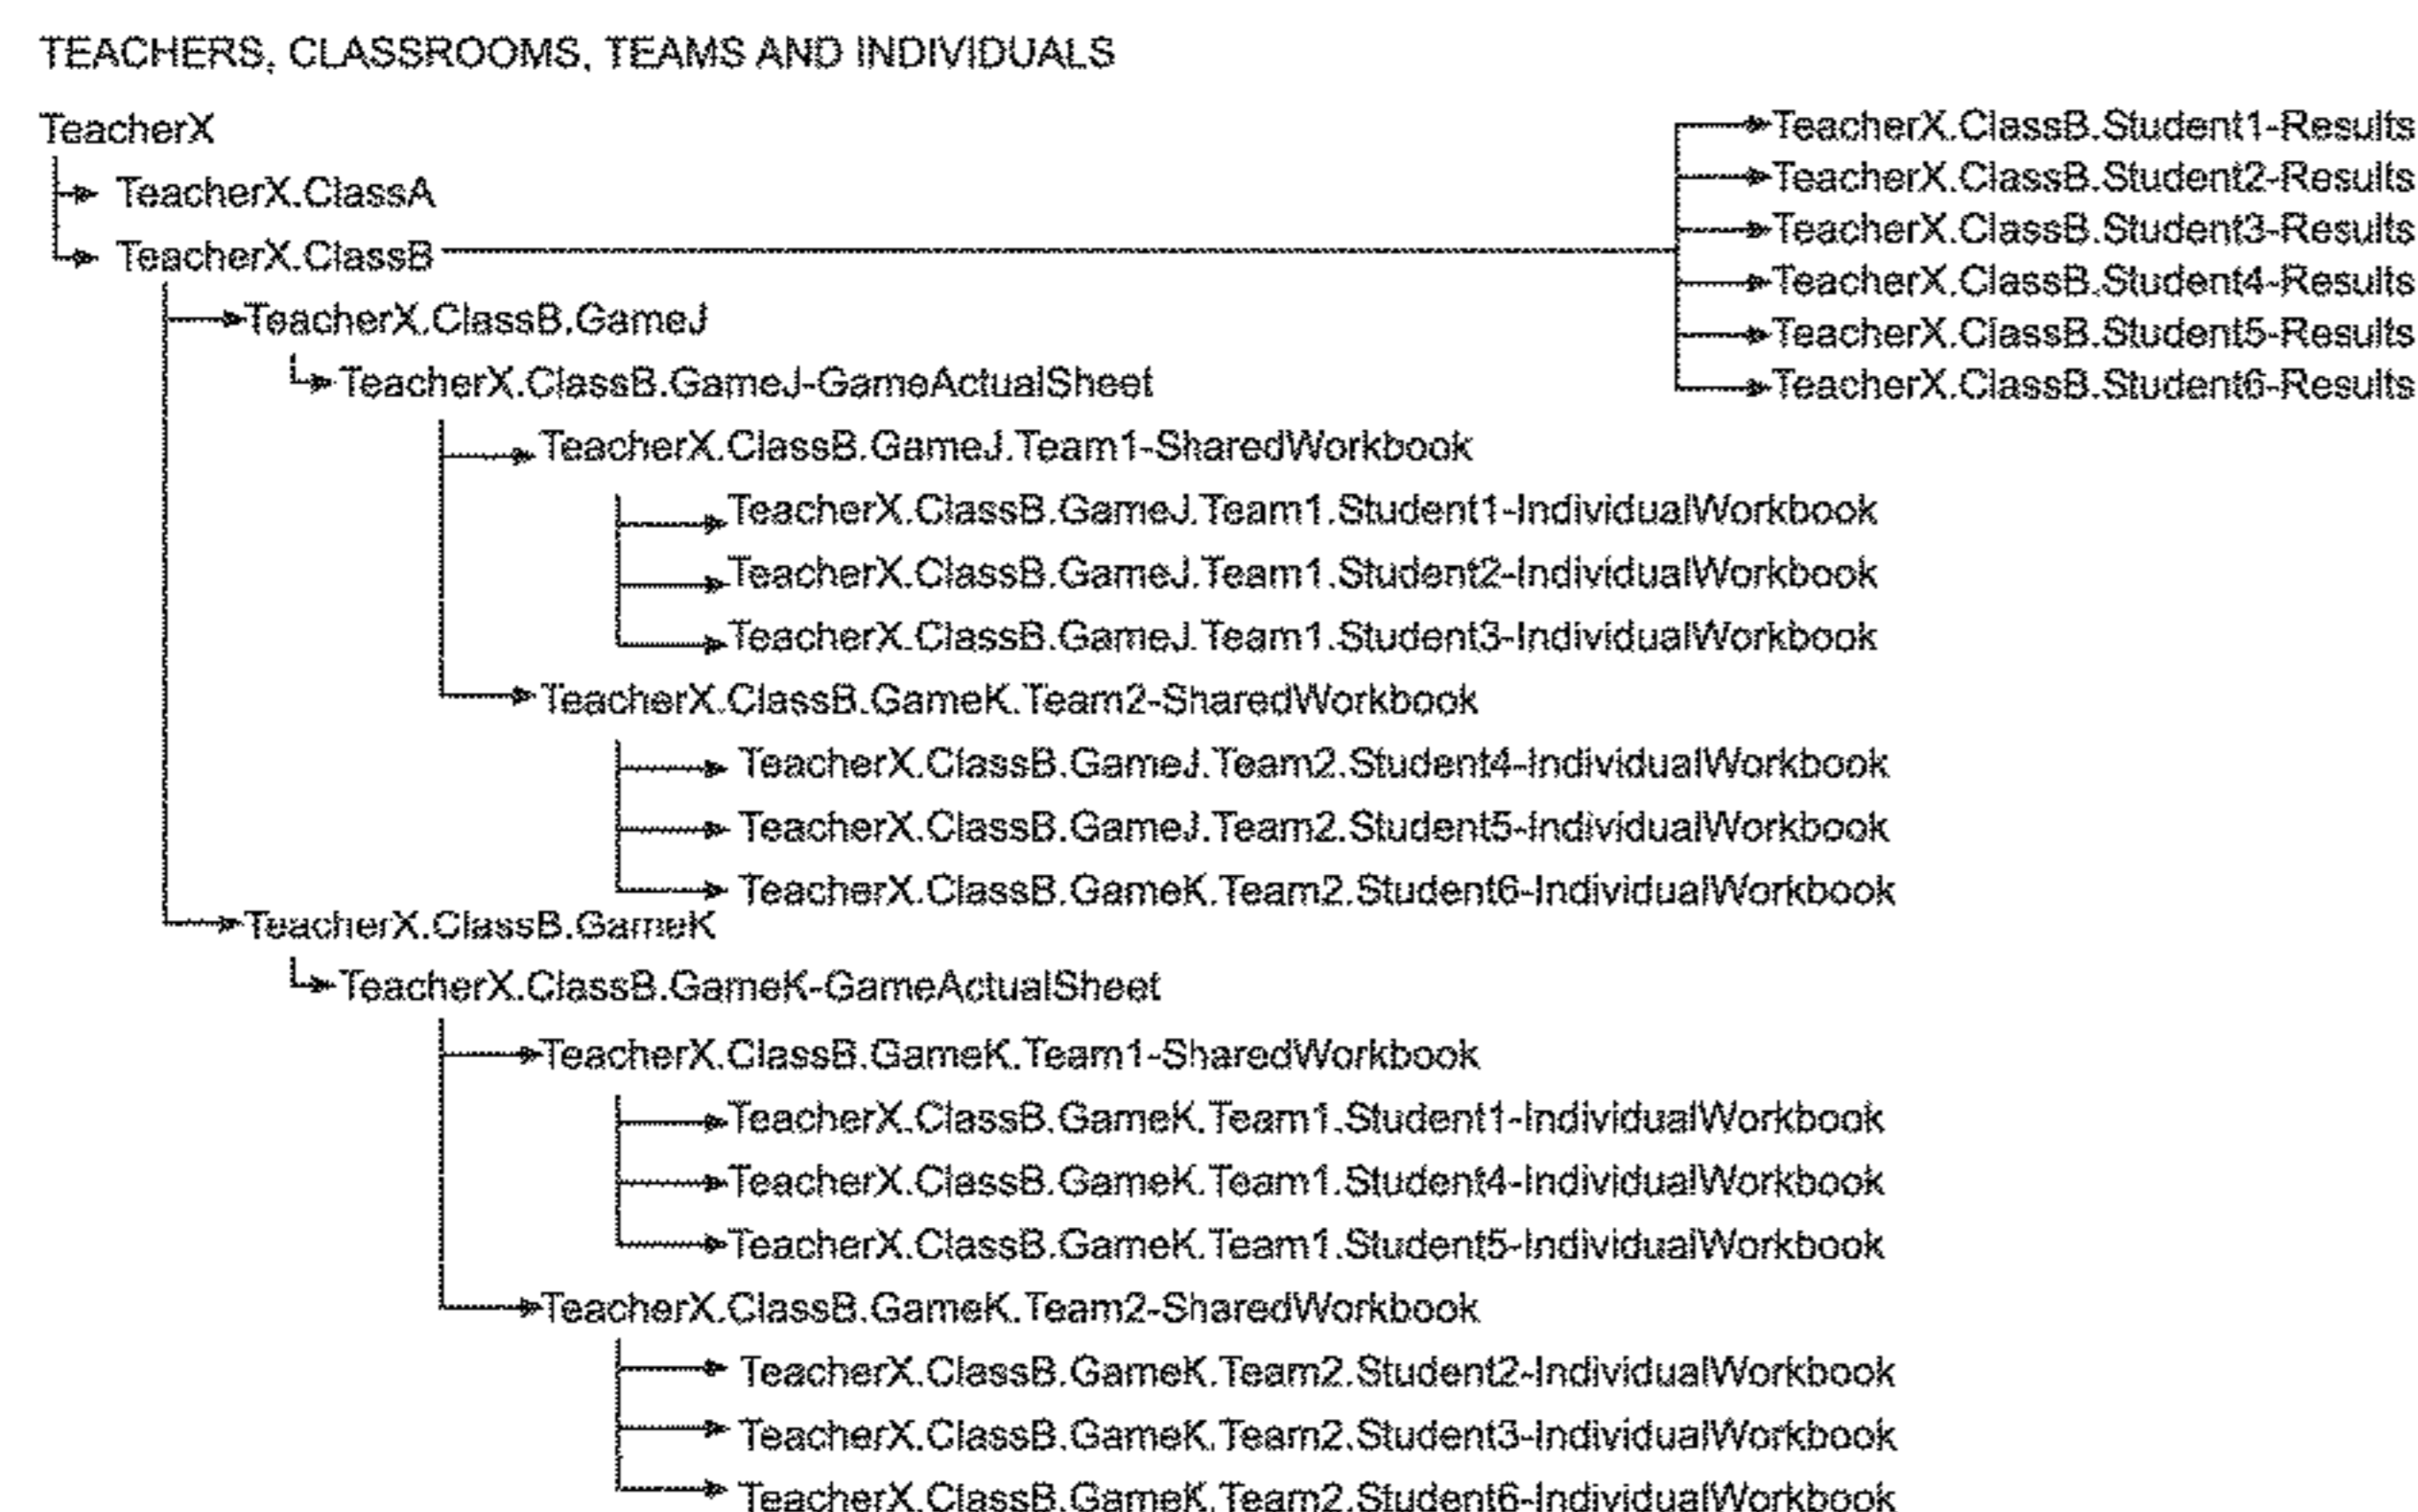 TEACHERS, CLASSROOMS, TEAMS AND INDIVIDUALS
TeacherX
TeacherX.ClassA
TeacherX.ClassB
TeacherX.ClassB.Student1-Results
TeacherX.ClassB.Student2-Results
TeacherX.ClassB.Student3-Results
TeacherX.ClassB.Student4-Results
TeacherX.ClassB.Student5-Results
TeacherX.ClassB.Student6-Results
TeacherX.ClassB.GameJ
TeacherX.ClassB.GameJ-GameActualSheet
TeacherX.ClassB.GameJ.Team1-SharedWorkbook
TeacherX.ClassB.GameJ.Team1.Student1-IndividualWorkbook
TeacherX.ClassB.GameJ.Team1.Student2-IndividualWorkbook
TeacherX.ClassB.GameJ.Team1.Student3-IndividualWorkbook
TeacherX.ClassB.GameK.Team2-SharedWorkbook
TeacherX.ClassB.GameJ.Team2.Student4-IndividualWorkbook
TeacherX.ClassB.GameJ.Team2.Student5-IndividualWorkbook
TeacherX.ClassB.GameK.Team2.Student6-IndividualWorkbook
TeacherX.ClassB.GameK
TeacherX.ClassB.GameK-GameActualSheet
TeacherX.ClassB.GameK.Team1-SharedWorkbook
TeacherX.ClassB.GameK.Team1.Student1-IndividualWorkbook
TeacherX.ClassB.GameK.Team1.Student4-IndividualWorkbook
TeacherX.ClassB.GameK.Team1.Student5-IndividualWorkbook
TeacherX.ClassB.GameK.Team2-SharedWorkbook
TeacherX.ClassB.GameK.Team2.Student2-IndividualWorkbook
TeacherX.ClassB.GameK.Team2.Student3-IndividualWorkbook
TeacherX.ClassB.GameK.Team2.Student6-IndividualWorkbook